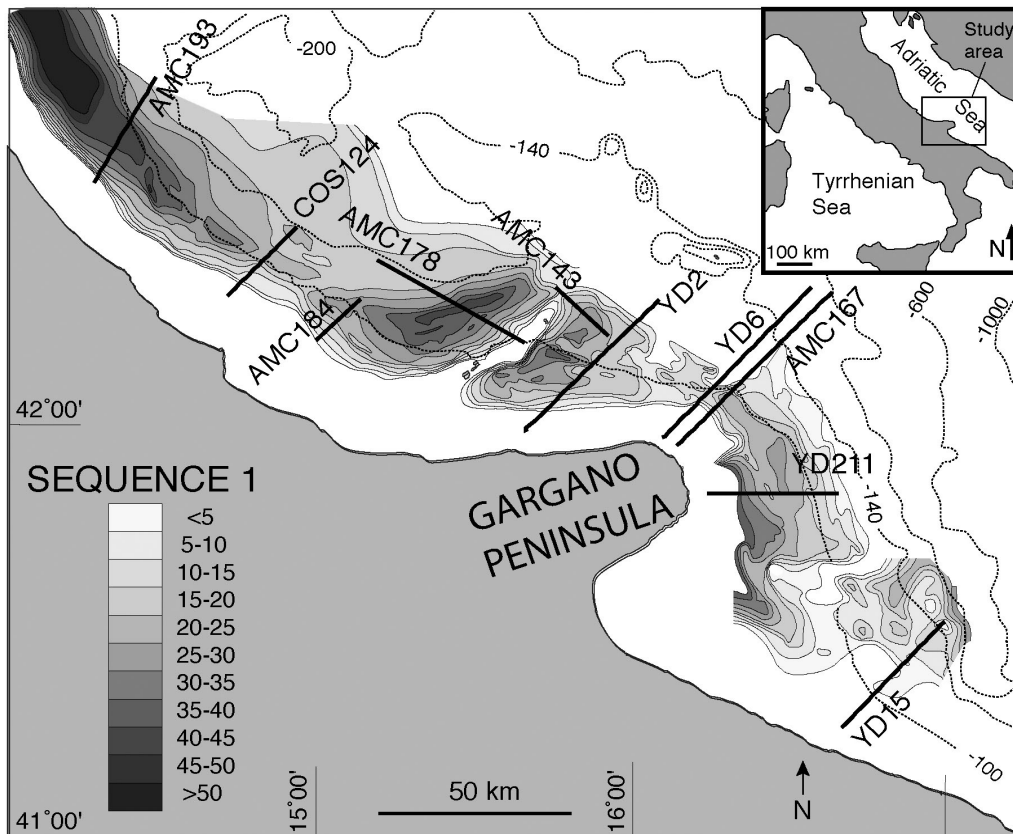 -200
AMC193
-140
COS124
AMC178
AMC143
AMC184
YD2
YD6
AMC167
-600
-1000
Study
area
Adriatic
Sea
Tyrrhenian
Sea
100 km
N
42°00'
YD211
-140
GARGANO
PENINSULA
SEQUENCE 1
<5
5-10
10-15
15-20
20-25
25-30
30-35
35-40
40-45
45-50
>50
YD15
-100
50 km
N
15°00'
16°00'
41°00'